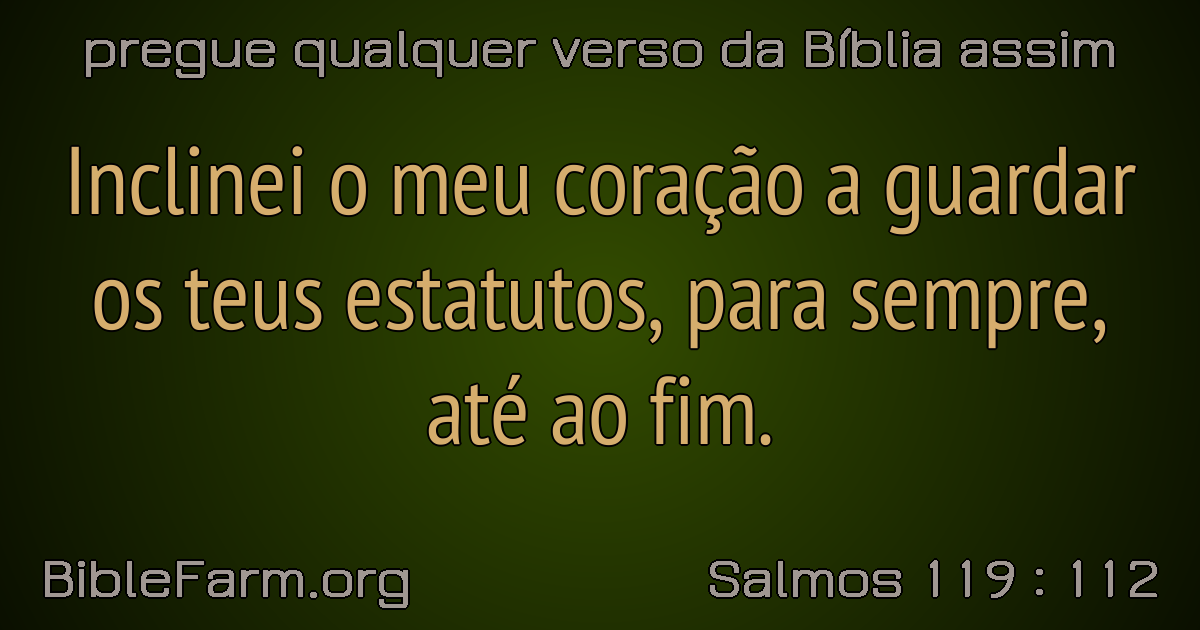 pregue qualquer verso da Bíblia assim
Inclinei o meu coração a guardar
os teus estatutos, para sempre,
até ao fim.
BibleFarm.org
Salmos 119 : 112